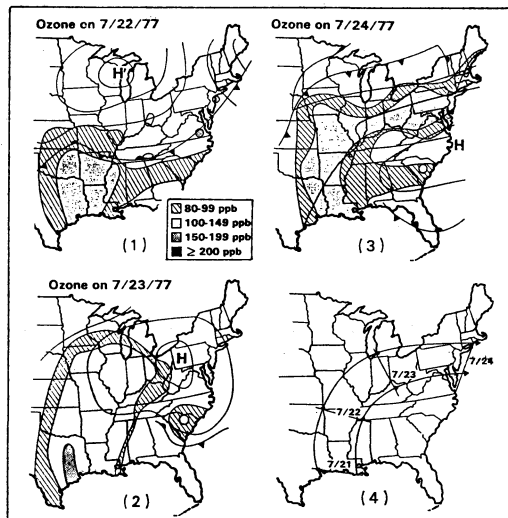 Ozone on 7/22/77
H
(1)
80-99 ppb
100-149 ppb
150-199 ppb
≥ 200 ppb
Ozone on 7/24/77
H
(3)
Ozone on 7/23/77
H
(2)
7/24
7/23
7/22
7/21
(4)